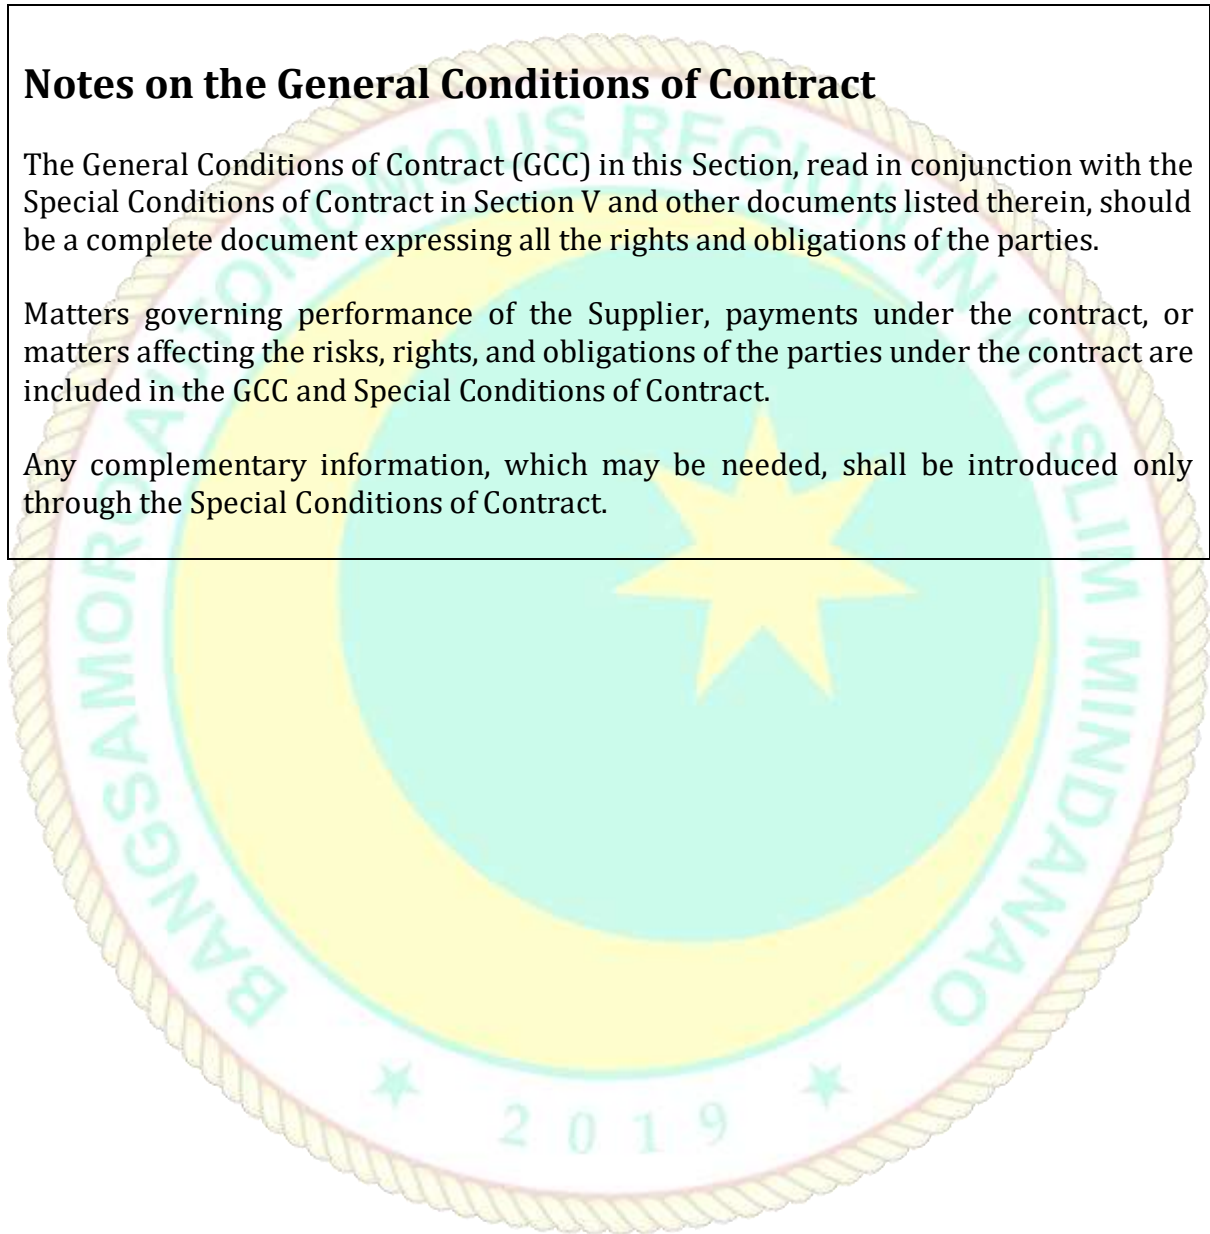 Notes on the General Conditions of Contract
The General Conditions of Contract (GCC) in this Section, read in conjunction with the
Special Conditions of Contract in Section V and other documents listed therein, should
be a complete document expressing all the rights and obligations of the parties.
Matters governing performance of the Supplier, payments under the contract, or
matters affecting the risks, rights, and obligations of the parties under the contract are
included in the GCC and Special Conditions of Contract.
Any complementary information, which may be needed, shall be introduced only
through the Special Conditions of Contract.
BANGSAMORO AUTONOMOUS REGION IN MUSLIM MINDANAO
2019